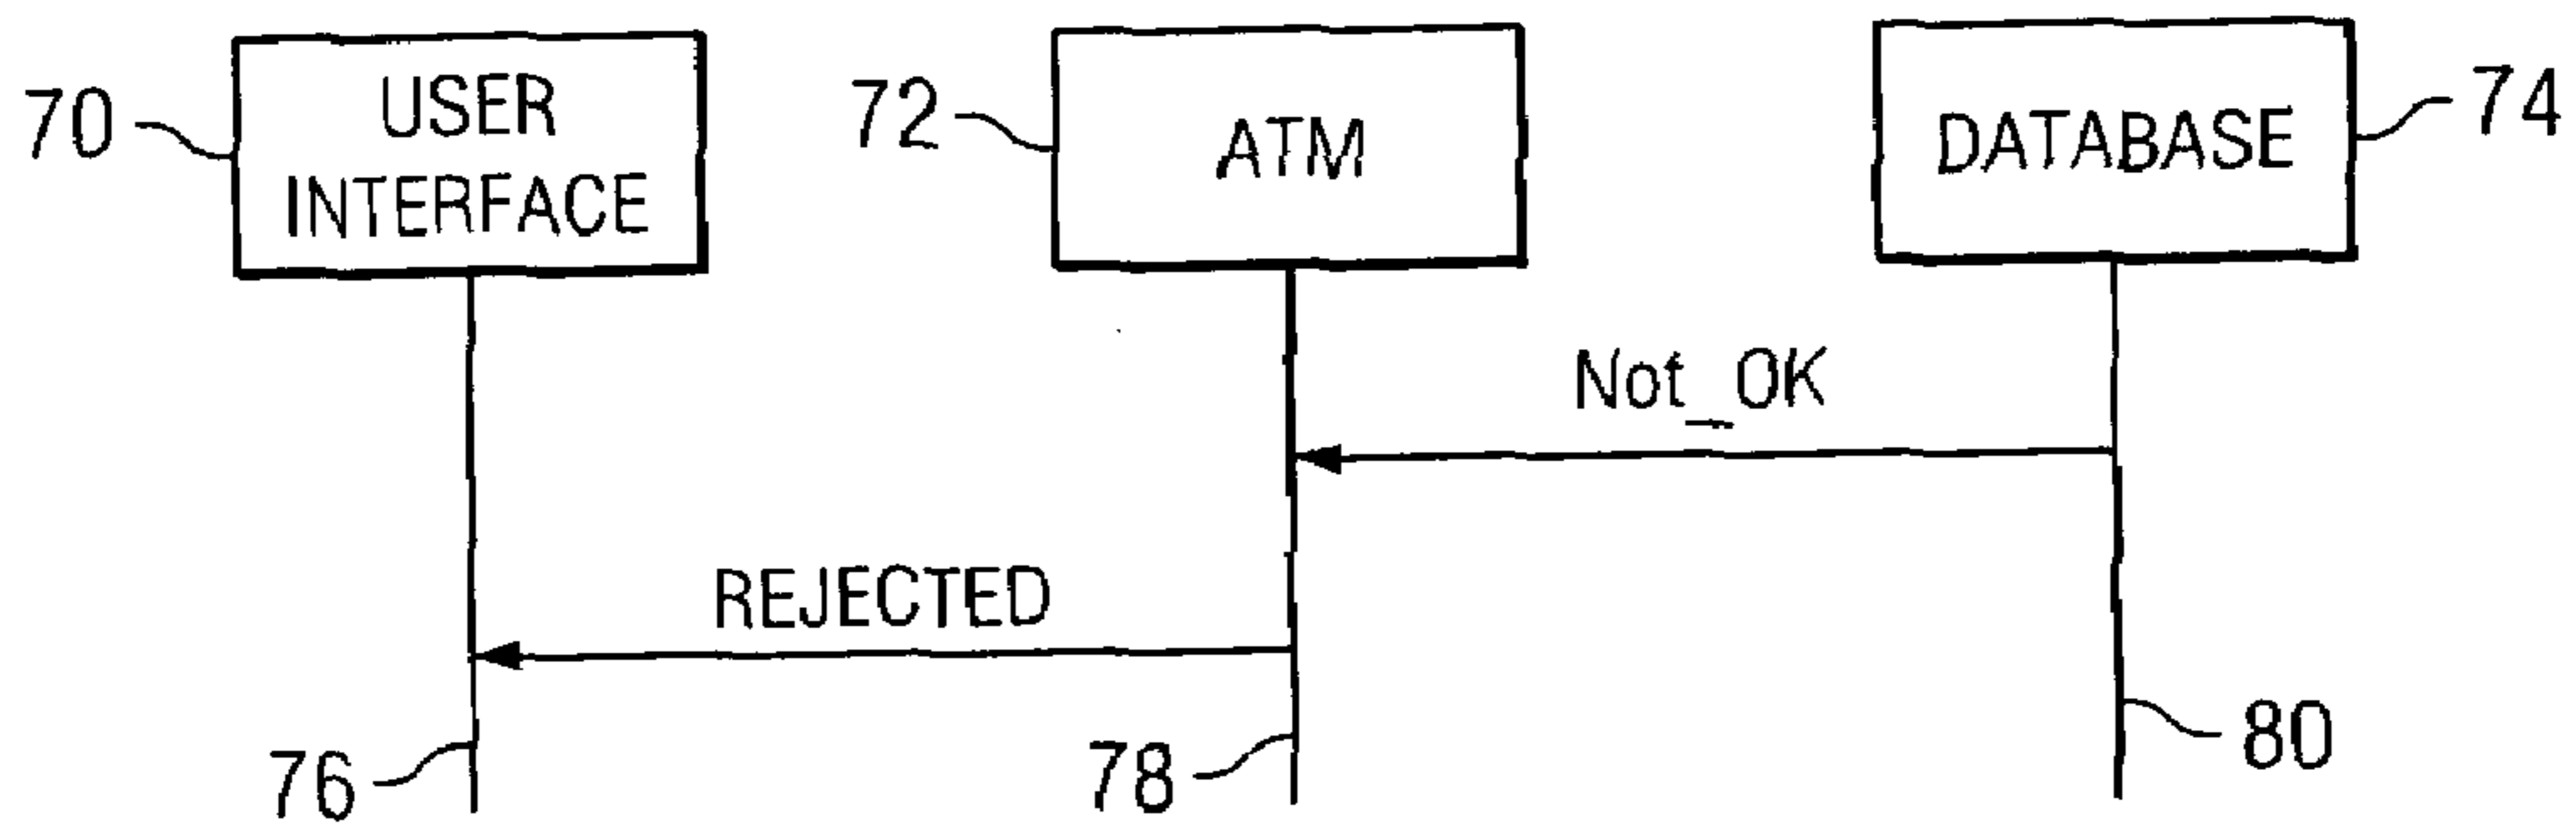 70
USER
INTERFACE
72
ATM
DATABASE
74
Not_OK
REJECTED
76
78
80